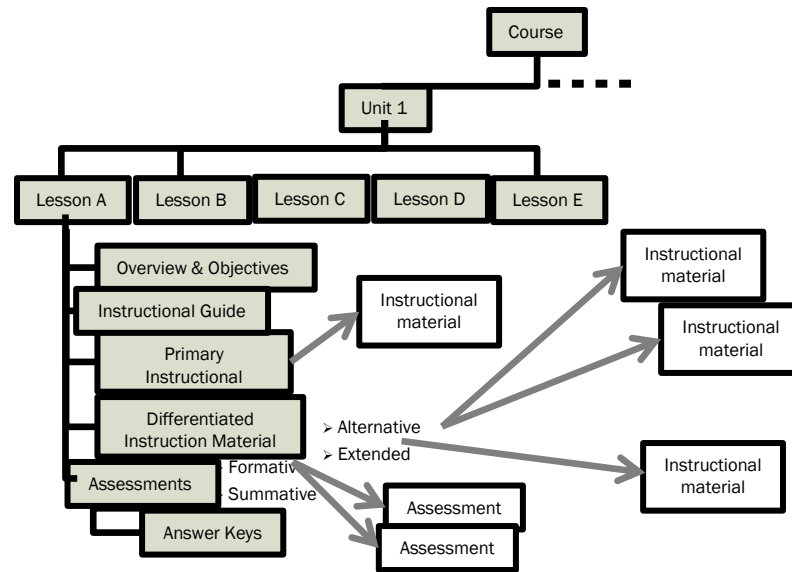 Course
Unit 1
Lesson A
Lesson B
Lesson C
Lesson D
Lesson E
Overview & Objectives
Instructional Guide
Primary
Instructional
Differentiated
Instruction Material
Assessments
Answer Keys
Instructional
material
➢ Alternative
➢ Extended
Formativ
Summative
Instructional
material
Instructional
material
Instructional
material
Assessment
Assessment